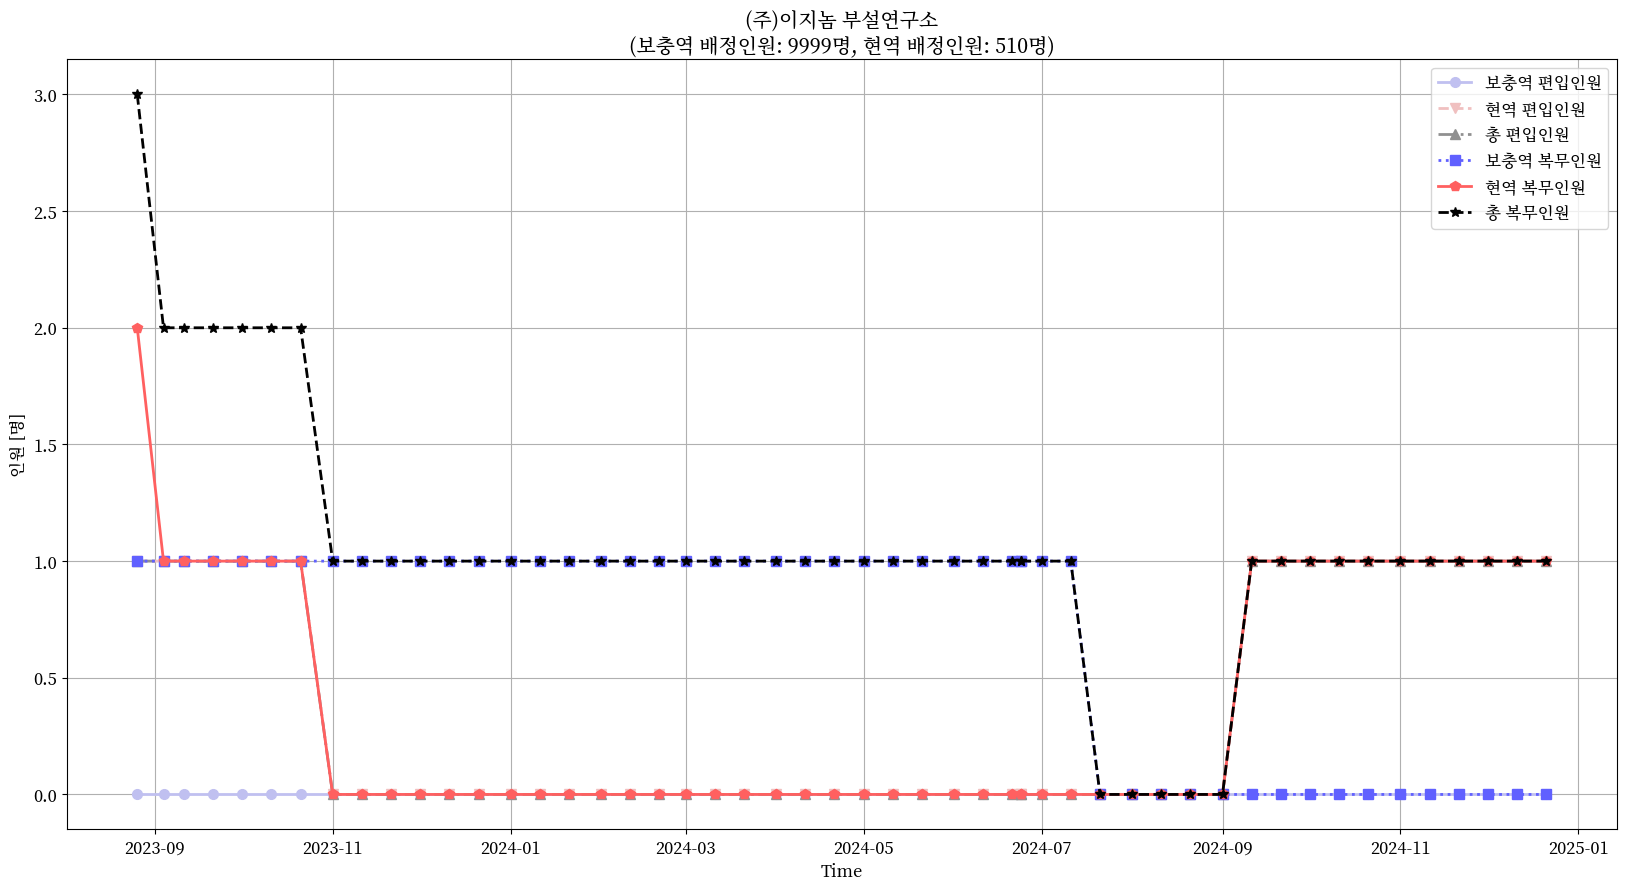 (주)이지놈 부설연구소
(보충역 배정인원: 9999명, 현역 배정인원: 510명)
보충역 편입인원
현역 편입인원
총 편입인원
보충역 복무인원
현역 복무인원
총 복무인원
인원 [명]
3.0
2.5
2.0
1.5
1.0
0.5
0.0
2023-09 2023-11 2024-01 2024-03 2024-05 2024-07 2024-09 2024-11 2025-01
Time